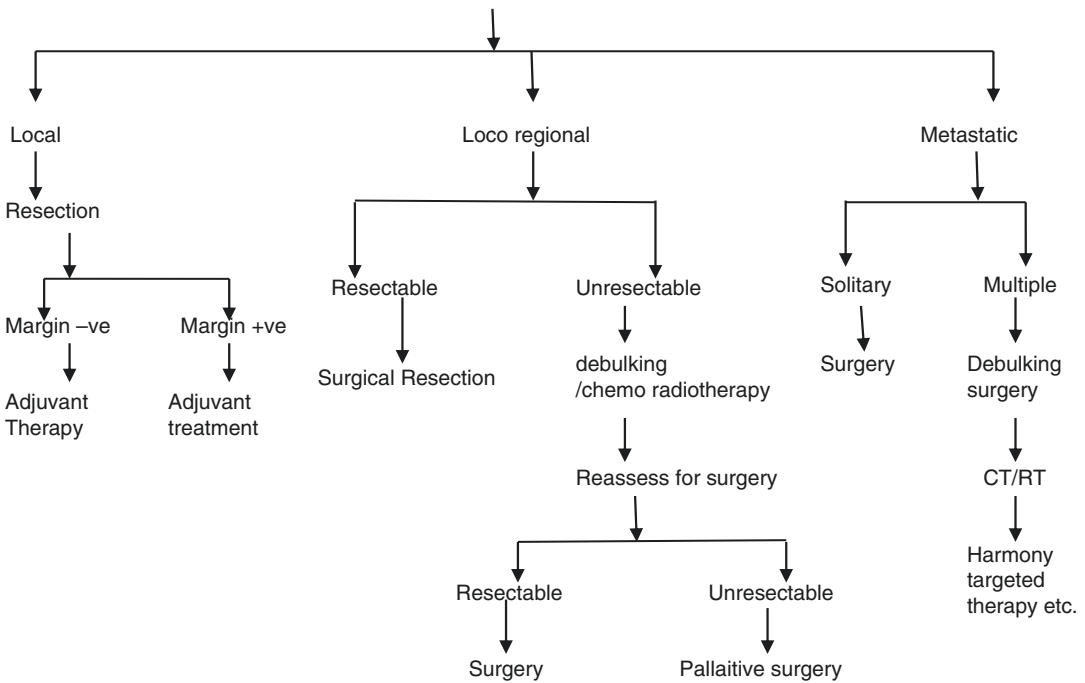 Local
Loco regional
Metastatic
Resection
Resectable
Unresectable
Solitary
Multiple
Margin –ve
Margin +ve
Surgical Resection
debulking
/chemo radiotherapy
Surgery
Debulking
surgery
Adjuvant
Therapy
Adjuvant
treatment
Reassess for surgery
CT/RT
Harmony
targeted
therapy etc.
Resectable
Unresectable
Surgery
Pallaitive surgery